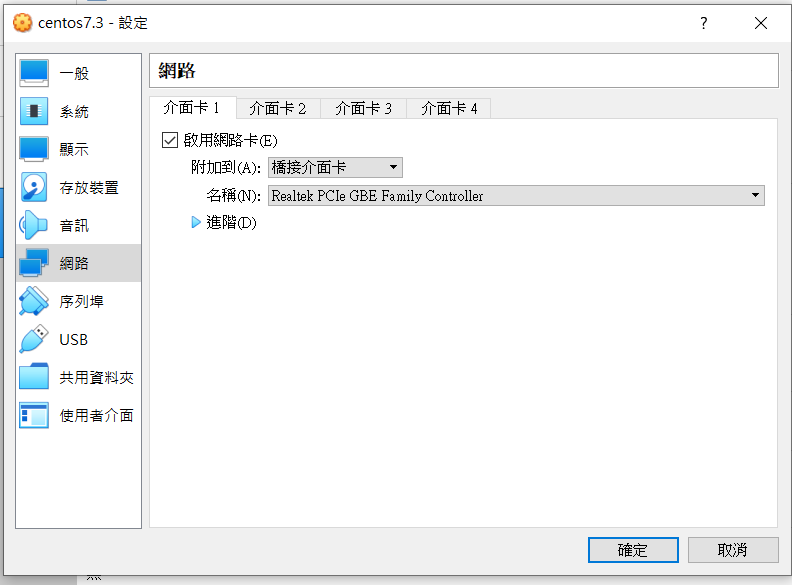 centos7.3 - 設定
?
一般
系統
顯示
存放裝置
音訊
網路
序列埠
USB
共用資料夾
使用者介面
網路
介面卡 1 介面卡 2 介面卡 3 介面卡 4
啟用網路卡(E)
附加到(A): 橋接介面卡
名稱(N): Realtek PCIe GBE Family Controller
進階(D)
確定 取消